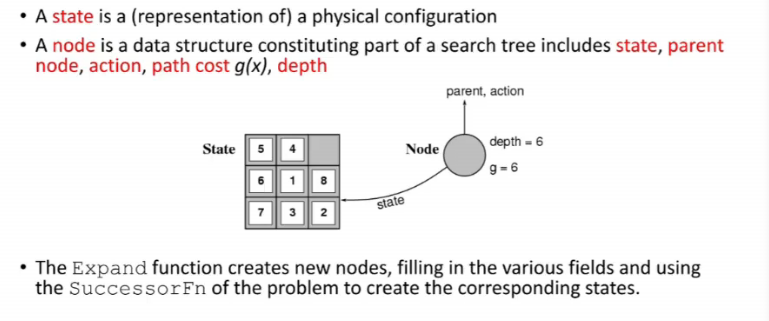 • A state is a (representation of) a physical configuration
• A node is a data structure constituting part of a search tree includes state, parent
node, action, path cost g(x), depth
parent, action
State
5 4
6 1 8
7 3 2
Node
depth = 6
g = 6
state
• The Expand function creates new nodes, filling in the various fields and using
the SuccessorFn of the problem to create the corresponding states.